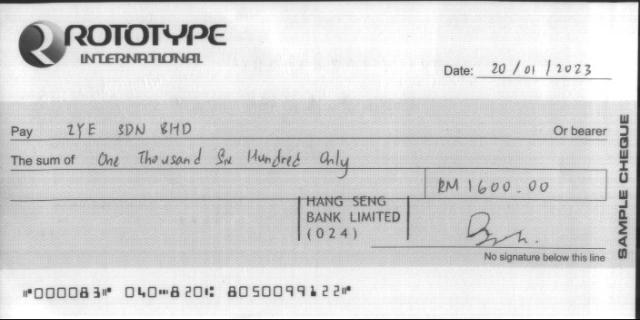 ROTOTYPE
INTERNATIONAL
Date: 20/01/2023
Pay ZYE SDN BHD Or bearer
The sum of One Thousand Six Hundred Only
RM 1600.00
HANG SENG
BANK LIMITED
(024)
No signature below this line
SAMPLE CHEQUE
⑈000083⑈ 040⑉820⑆ 8050099122⑈